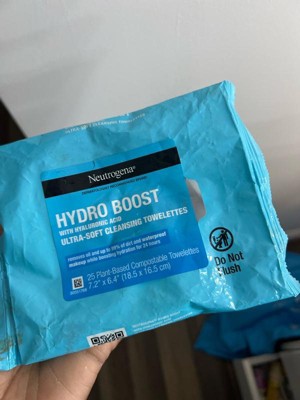 Neutrogena®
HYDRO BOOST
WITH HYALURONIC ACID
ULTRA-SOFT CLEANSING TOWELETTES
removes oil and up to 99% of dirt and waterproof
makeup while boosting hydration for 24 hours
25 Plant-Based Compostable Towelettes
7.2" x 6.4" (18.5 x 16.5 cm)
Do Not
Flush